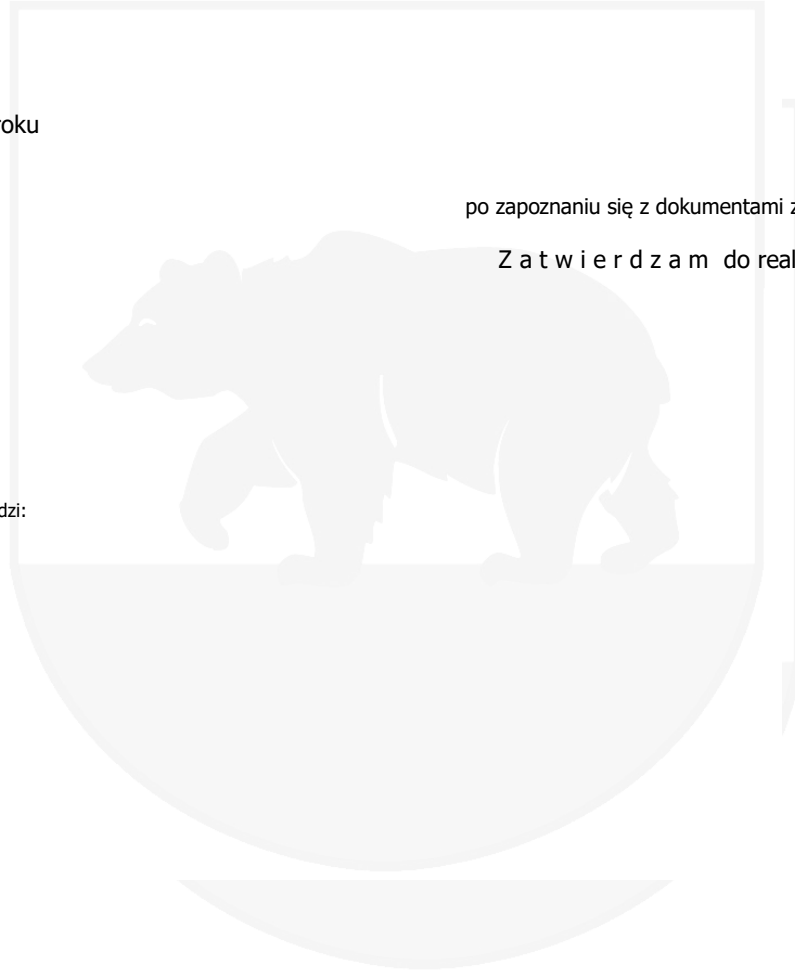 roku
po zapoznaniu się z dokumentami z
Z a t w i e r d z a m do real
dzi: